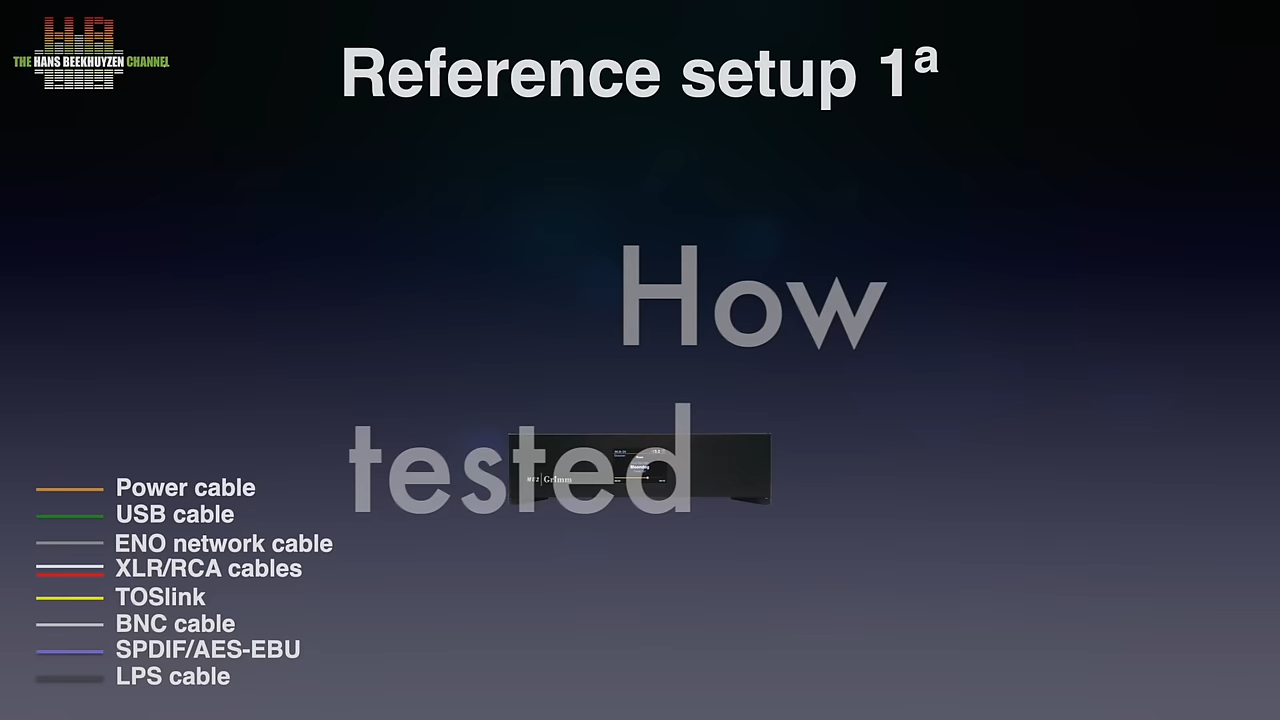 THE HANS BEEKHUYZEN CHANNEL
Reference setup 1ª
How
tested
Grimm
Power cable
USB cable
ENO network cable
XLR/RCA cables
TOSlink
BNC cable
SPDIF/AES-EBU
LPS cable